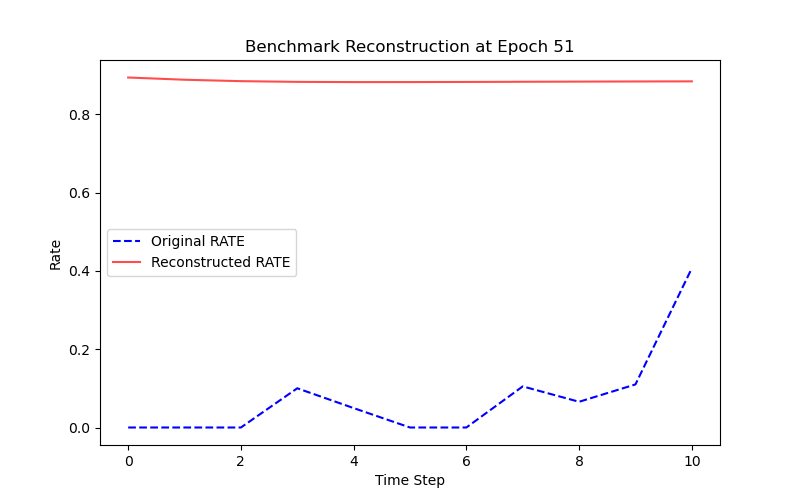 Benchmark Reconstruction at Epoch 51
0.8
0.6
0.4
0.2
0.0
Rate
Original RATE
Reconstructed RATE
0 2 4 6 8 10
Time Step